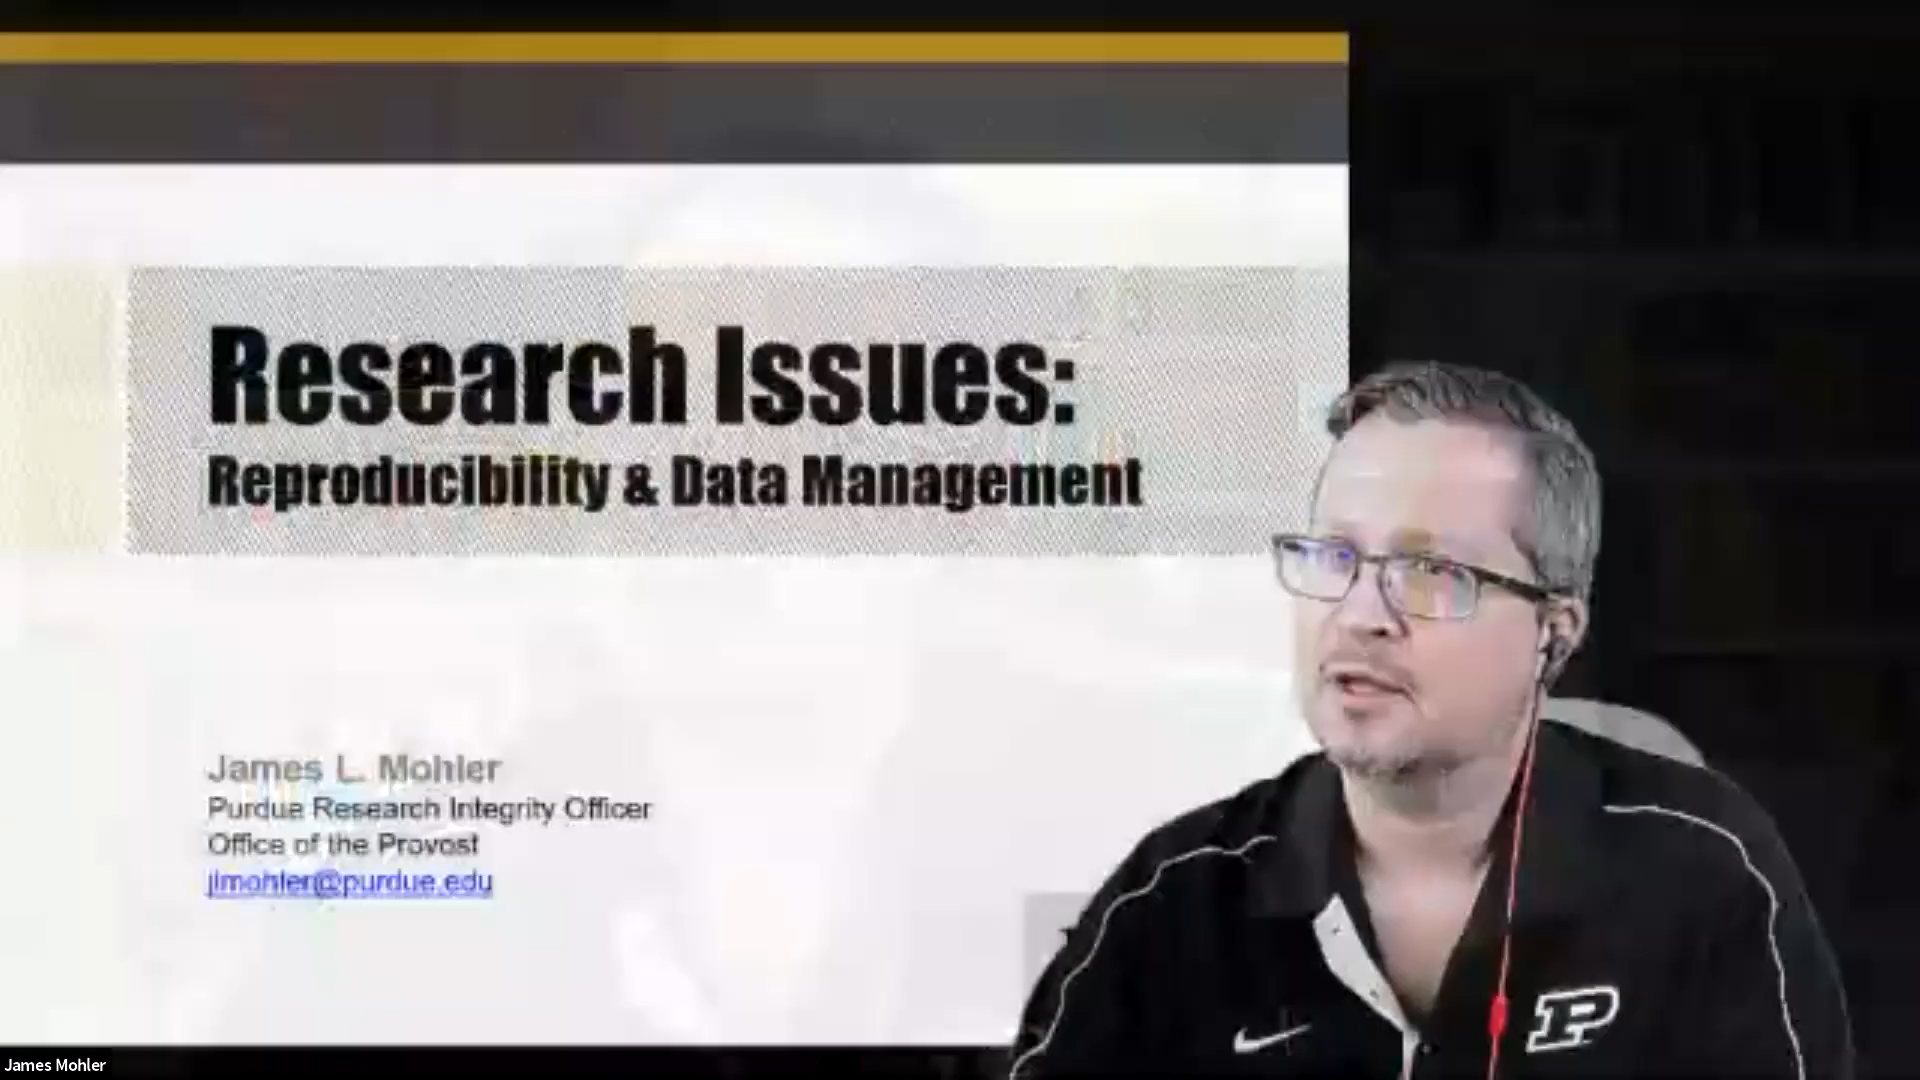 Research Issues:
Reproducibility & Data Management
James L. Mohler
Purdue Research Integrity Officer
Office of the Provost
jlmohler@purdue.edu
P
James Mohler